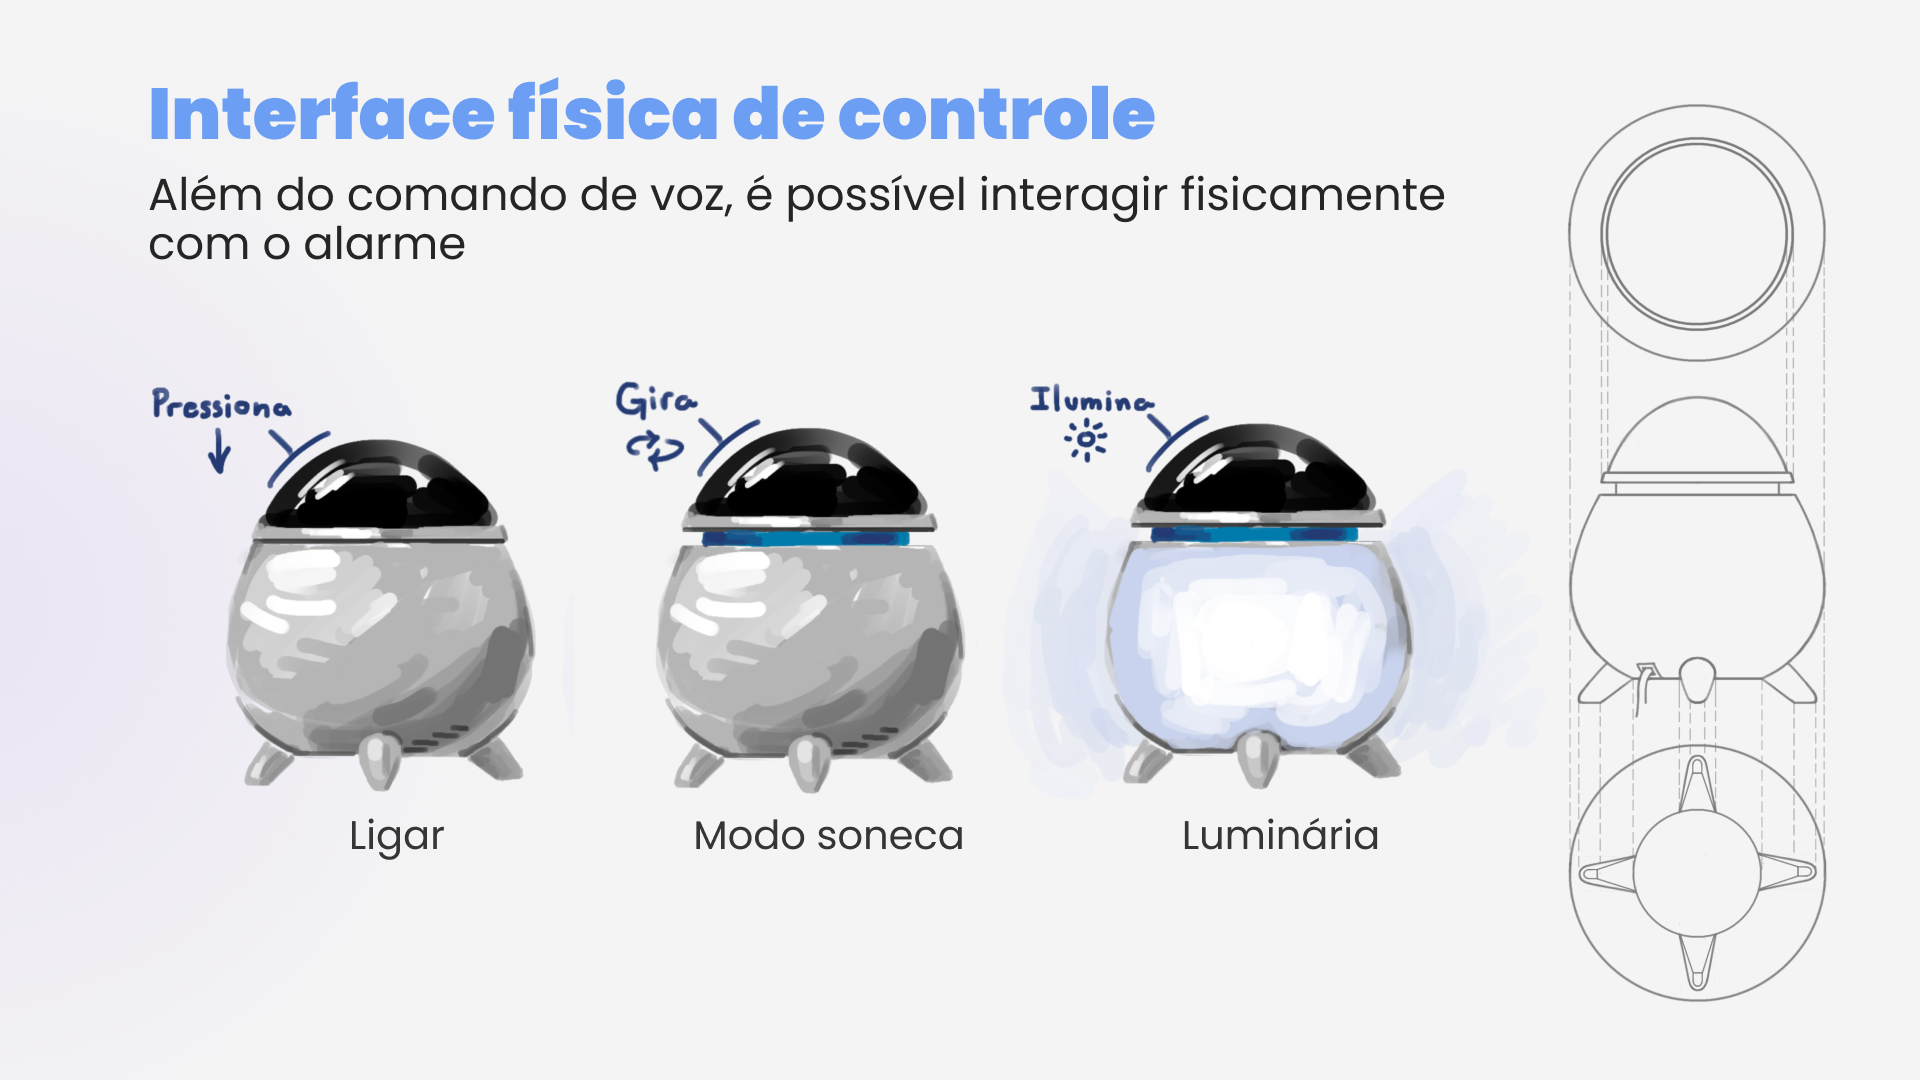 Interface física de controle
Além do comando de voz, é possível interagir fisicamente
com o alarme
Pressiona
Gira
Ilumina
Ligar
Modo soneca
Luminária